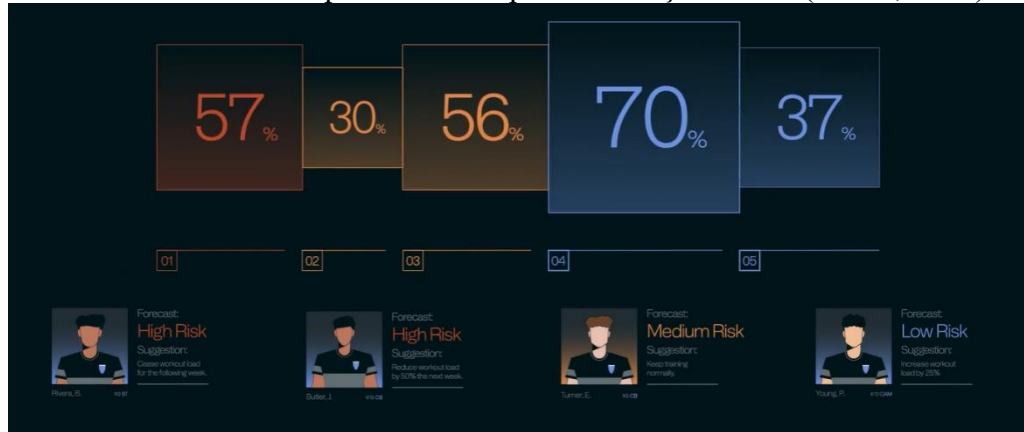 57%
30%
56%
70%
37%
01
02
03
04
05
Forecast:
High Risk
Suggestion:
Cease workout load
for the following week.
Rivera, S.
Forecast:
High Risk
Suggestion:
Reduce workout load
by 50% the next week.
Butler, J.
Forecast:
Medium Risk
Suggestion:
Keep training
normally.
Turner, E.
Forecast:
Low Risk
Suggestion:
Increase workout
load by 25%
Young, P.